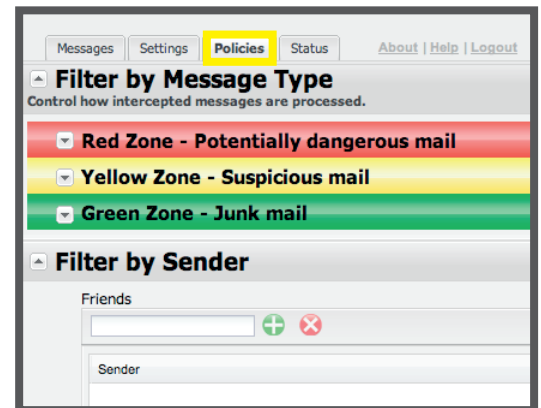 Messages Settings Policies Status About | Help | Logout
Filter by Message Type
Control how intercepted messages are processed.
Red Zone - Potentially dangerous mail
Yellow Zone - Suspicious mail
Green Zone - Junk mail
Filter by Sender
Friends
Sender